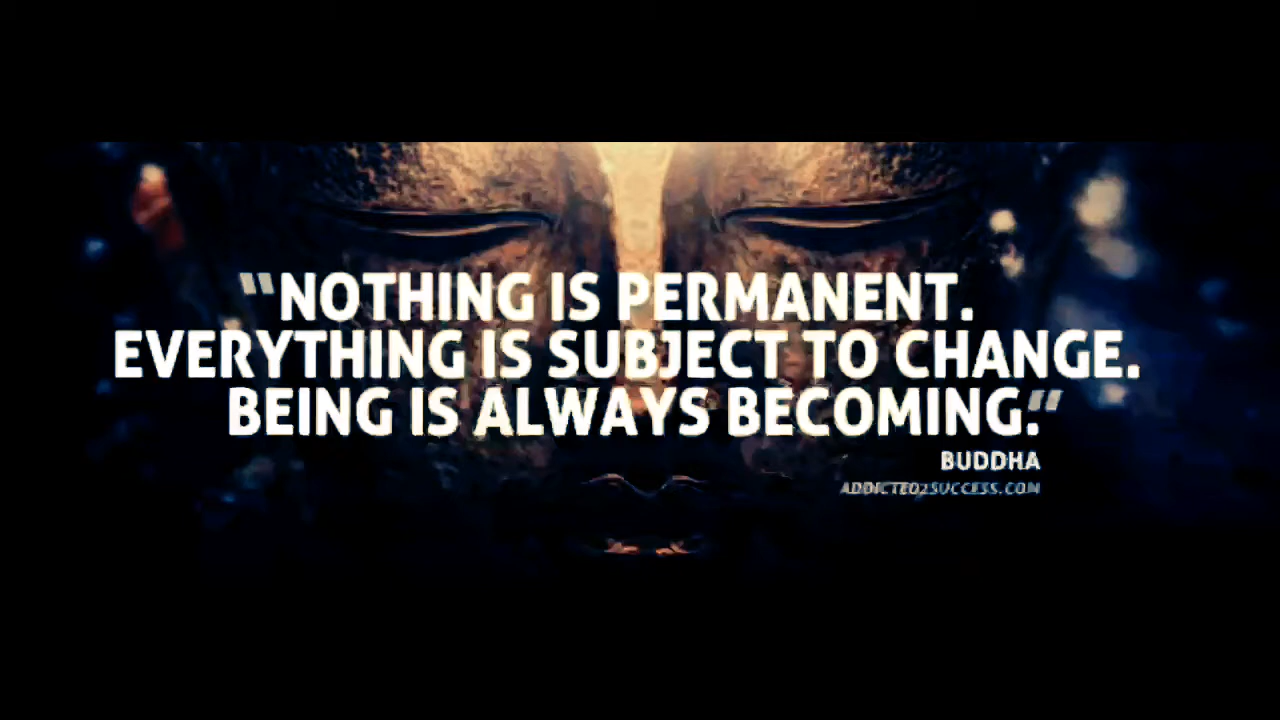 "NOTHING IS PERMANENT.
EVERYTHING IS SUBJECT TO CHANGE.
BEING IS ALWAYS BECOMING."
BUDDHA
ADDICTED2SUCCESS.COM